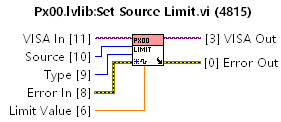 Px00.lvlib:Set Source Limit.vi (4815)
VISA In [11]
[3] VISA Out
PX00
LIMIT
Source [10]
Type [9]
[0] Error Out
Error In [8]
Limit Value [6]